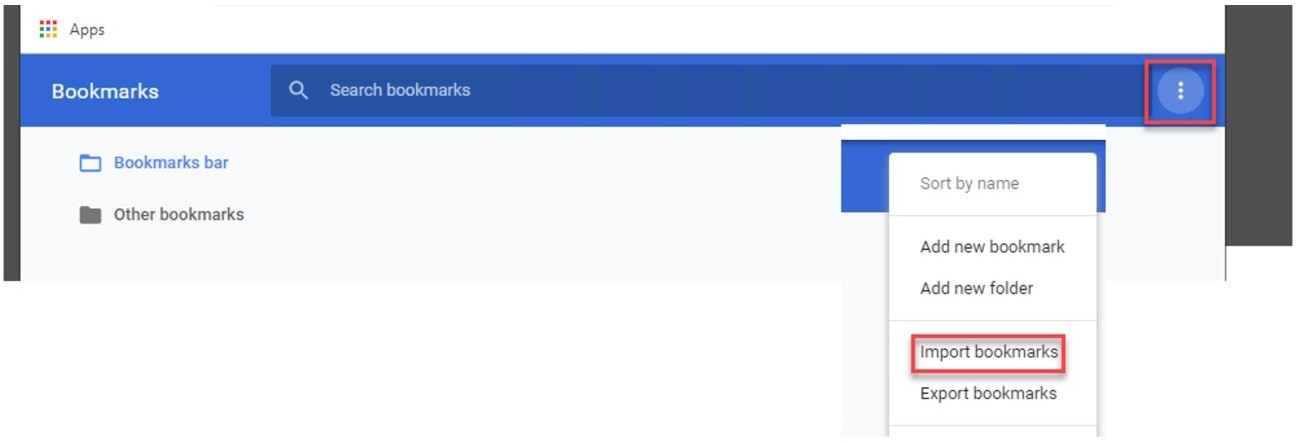 Apps
Bookmarks
Search bookmarks
Bookmarks bar
Other bookmarks
Sort by name
Add new bookmark
Add new folder
Import bookmarks
Export bookmarks